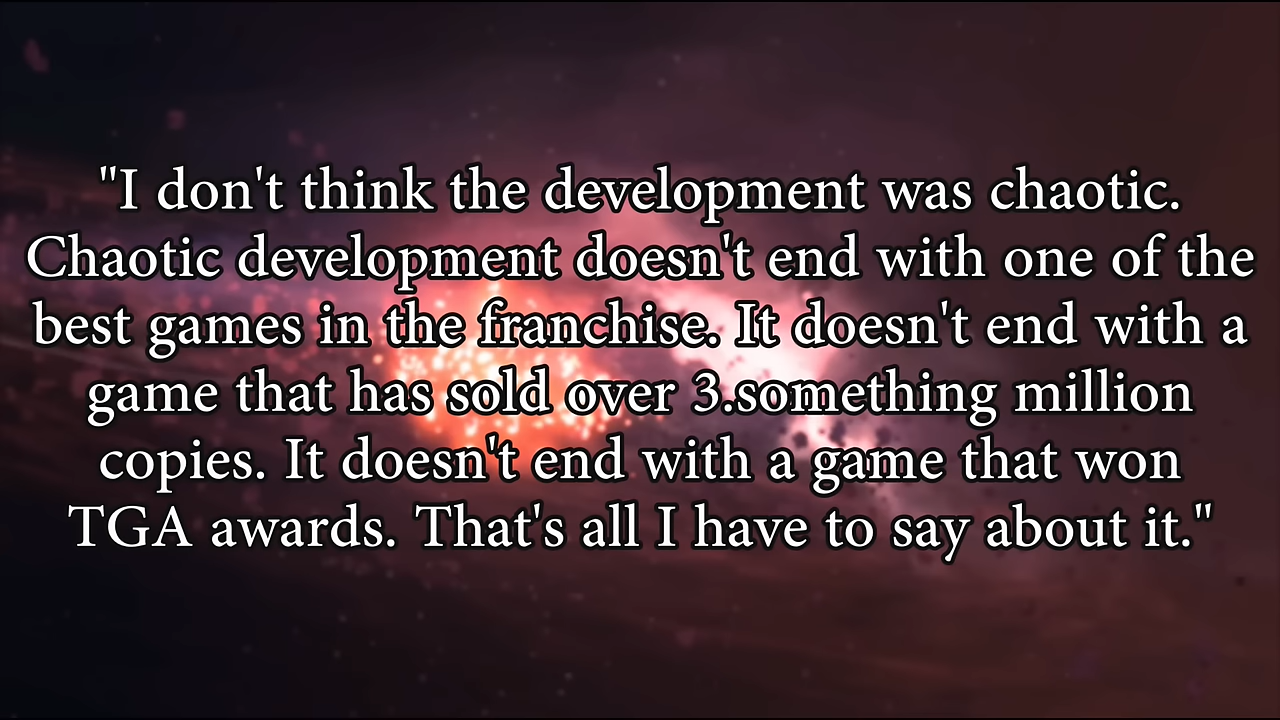 "I don't think the development was chaotic.
Chaotic development doesn't end with one of the
best games in the franchise. It doesn't end with a
game that has sold over 3.something million
copies. It doesn't end with a game that won
TGA awards. That's all I have to say about it."